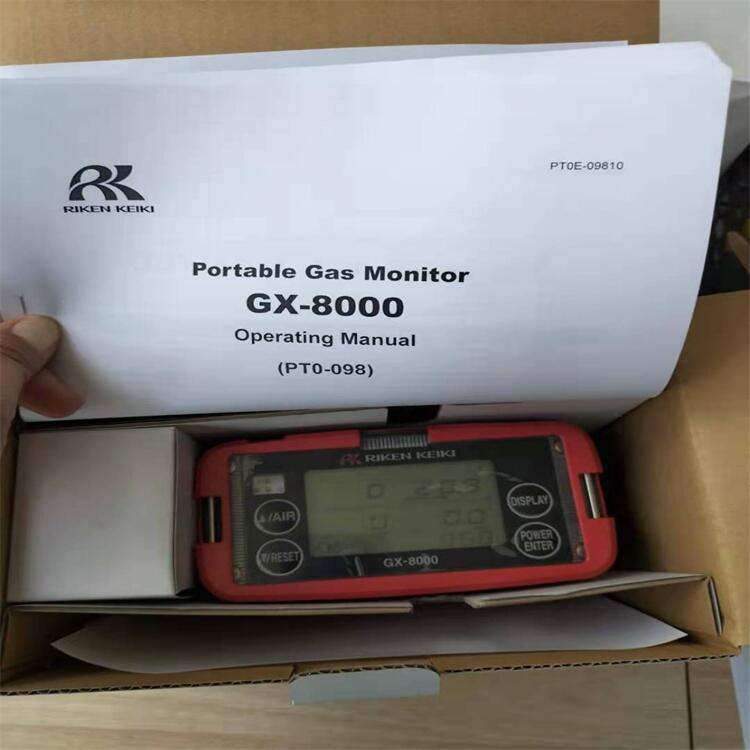 RIKEN KEIKI
PT0E-09810
Portable Gas Monitor
GX-8000
Operating Manual
(PT0-098)
RIKEN KEIKI
▲/AIR
DISPLAY
▼/RESET
POWER
ENTER
GX-8000